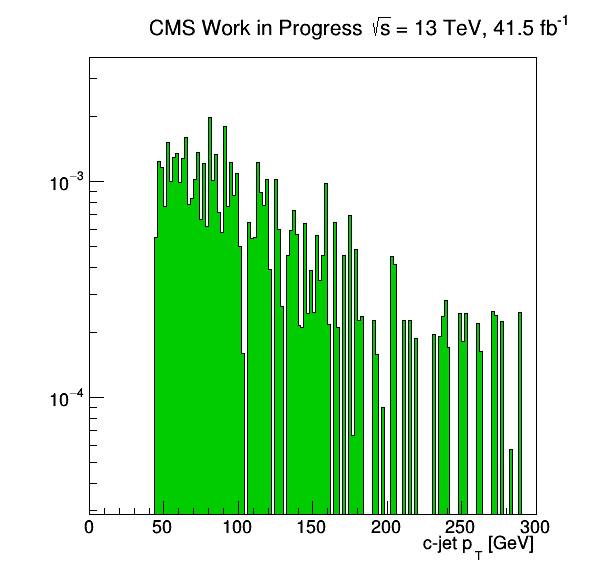 CMS Work in Progress √s = 13 TeV, 41.5 fb⁻¹
10⁻³
10⁻⁴
0 50 100 150 200 250 300
c-jet p_T [GeV]